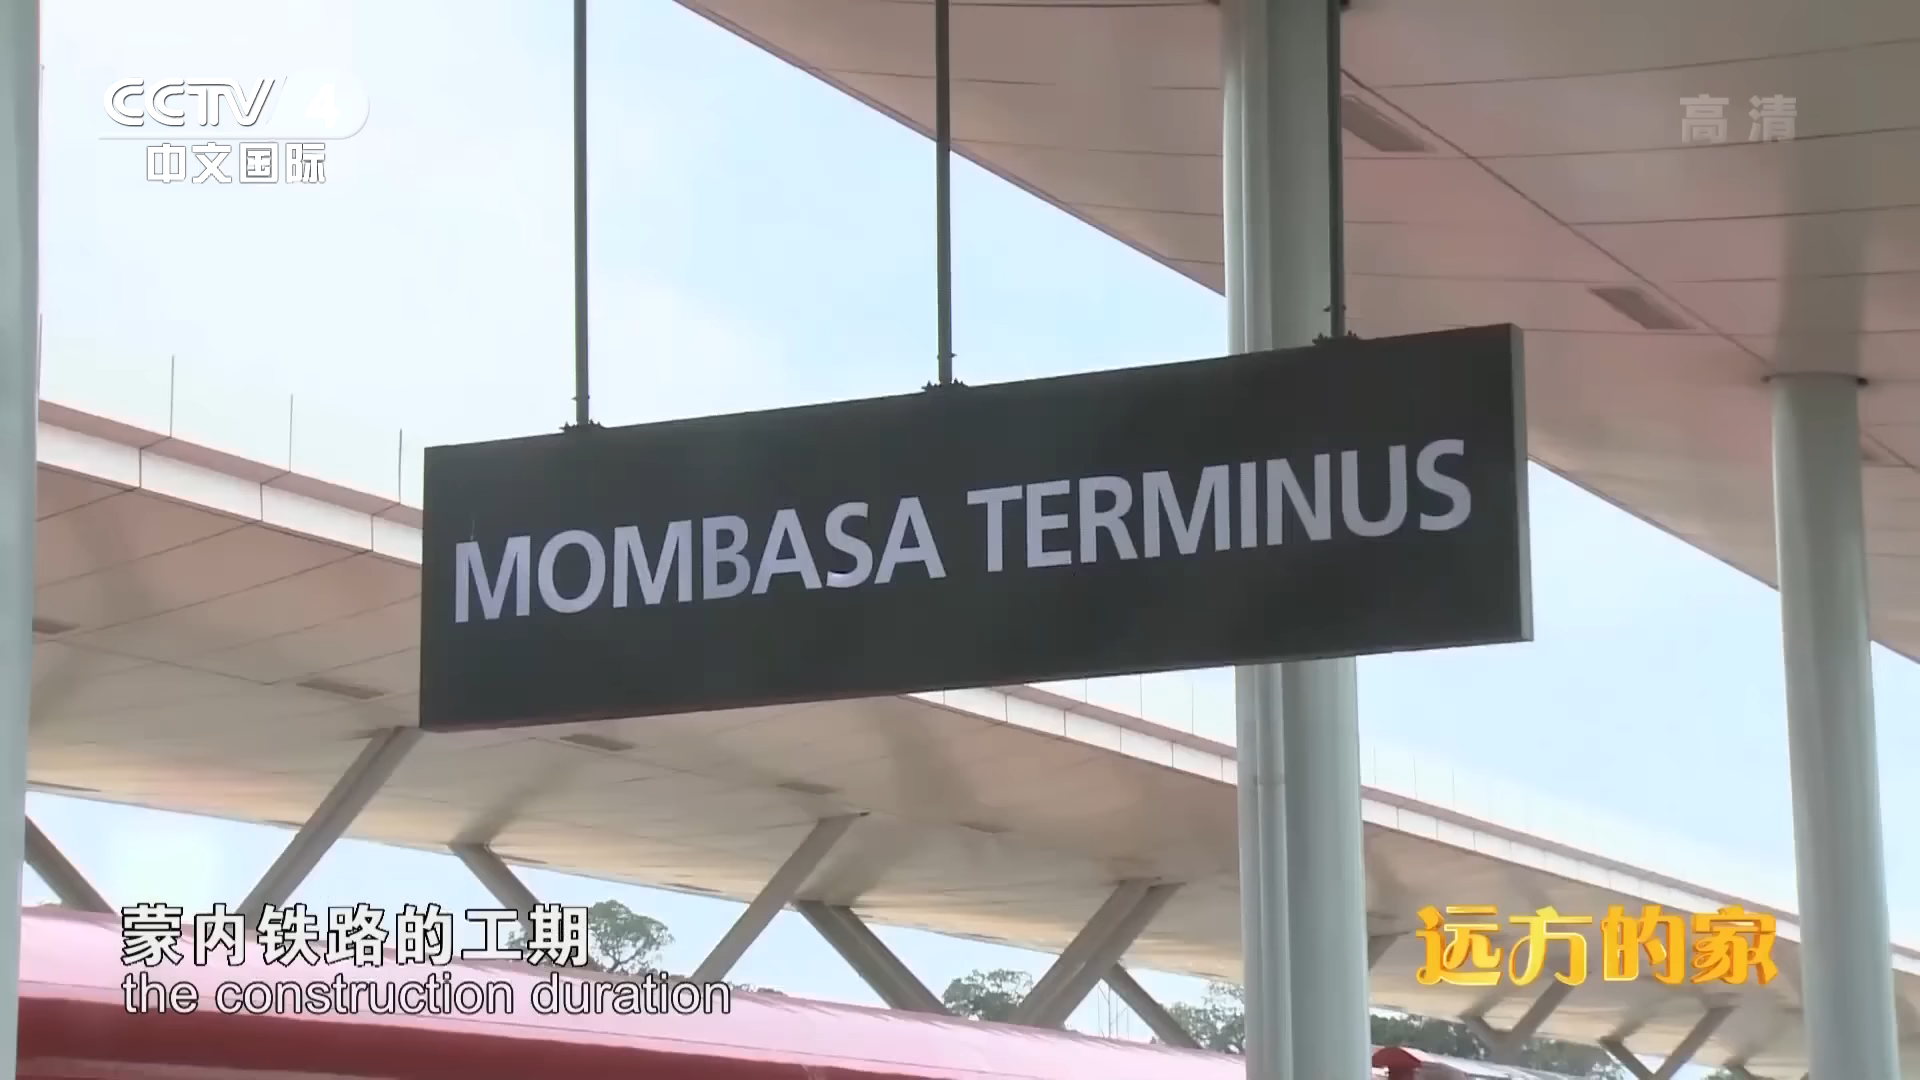 CCTV 4
中文国际
高清
MOMBASA TERMINUS
蒙内铁路的工期
the construction duration
远方的家